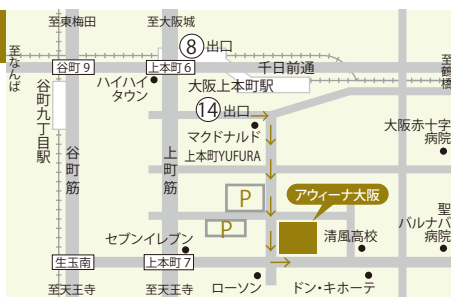 至東梅田
至大阪城
8 出口
至なんば
谷町9
上本町6
千日前通
至鶴橋
ハイハイ
タウン
大阪上本町駅
谷町九丁目駅
14 出口
マクドナルド
上本町YUFURA
大阪赤十字
病院
谷町筋
上町筋
P
アウィーナ大阪
P
セブンイレブン
清風高校
聖
バルナバ
病院
生玉南
上本町7
至天王寺
至天王寺
ローソン
ドン・キホーテ